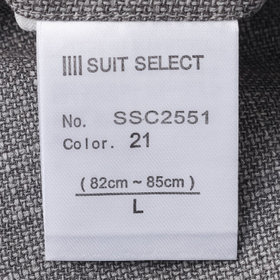 SUIT SELECT
No. SSC2551
Color. 21
(82cm~85cm)
L